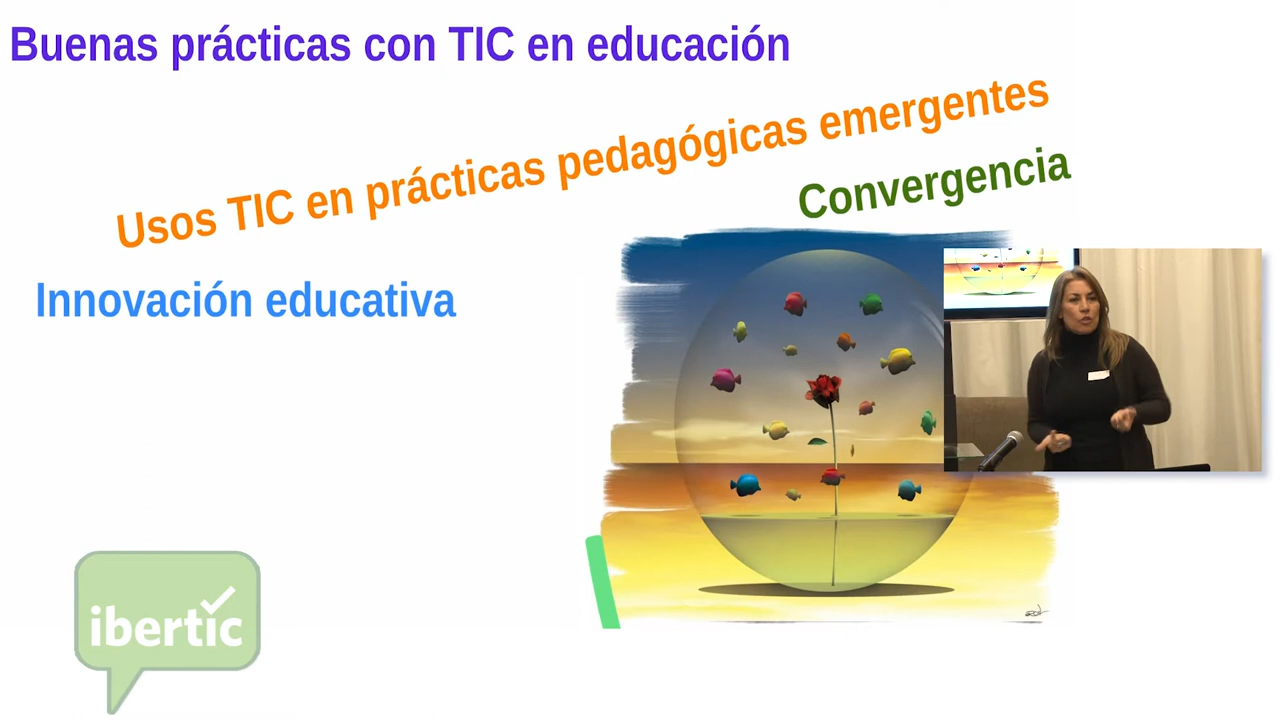 Buenas prácticas con TIC en educación
Usos TIC en prácticas pedagógicas emergentes
Convergencia
Innovación educativa
ibertic